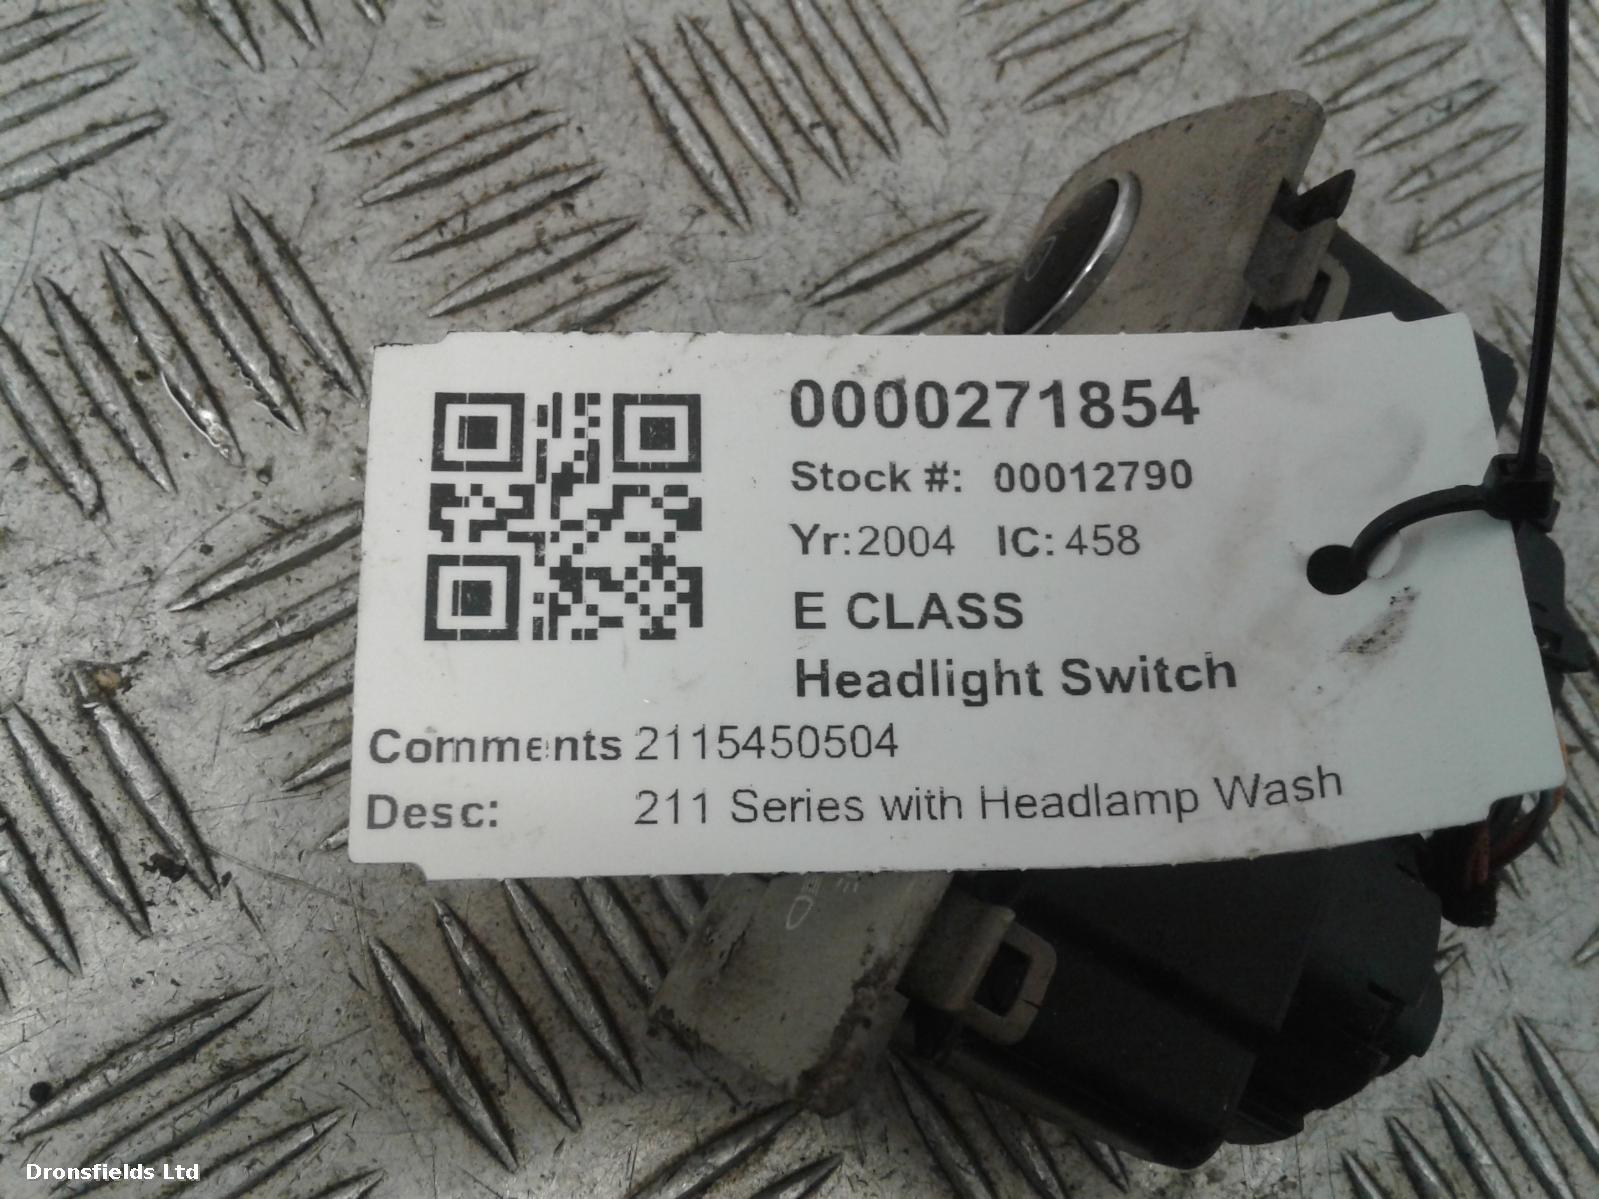 0000271854
Stock #: 00012790
Yr:2004 IC:458
E CLASS
Headlight Switch
Comments 2115450504
Desc: 211 Series with Headlamp Wash
Dronsfields Ltd